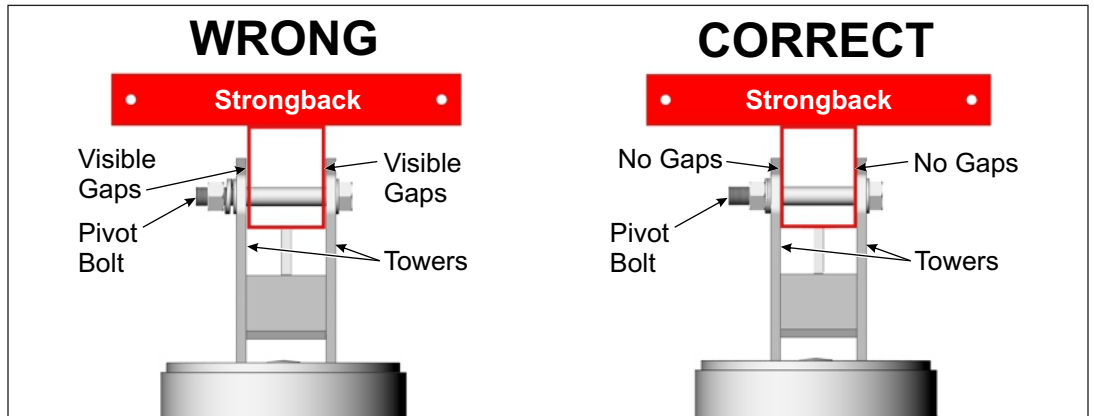 WRONG
Strongback
Visible
Gaps
Visible
Gaps
Pivot
Bolt
Towers
CORRECT
Strongback
No Gaps
No Gaps
Pivot
Bolt
Towers